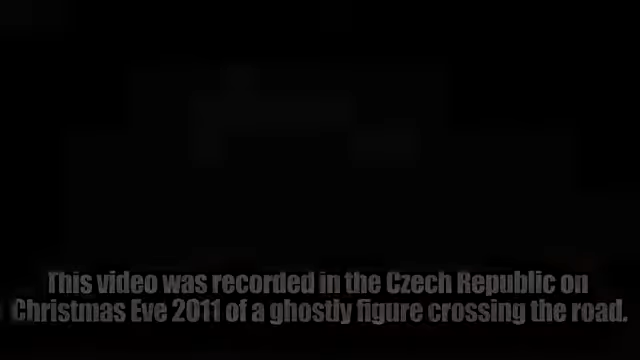 This video was recorded in the Czech Republic on
Christmas Eve 2011 of a ghostly figure crossing the road.